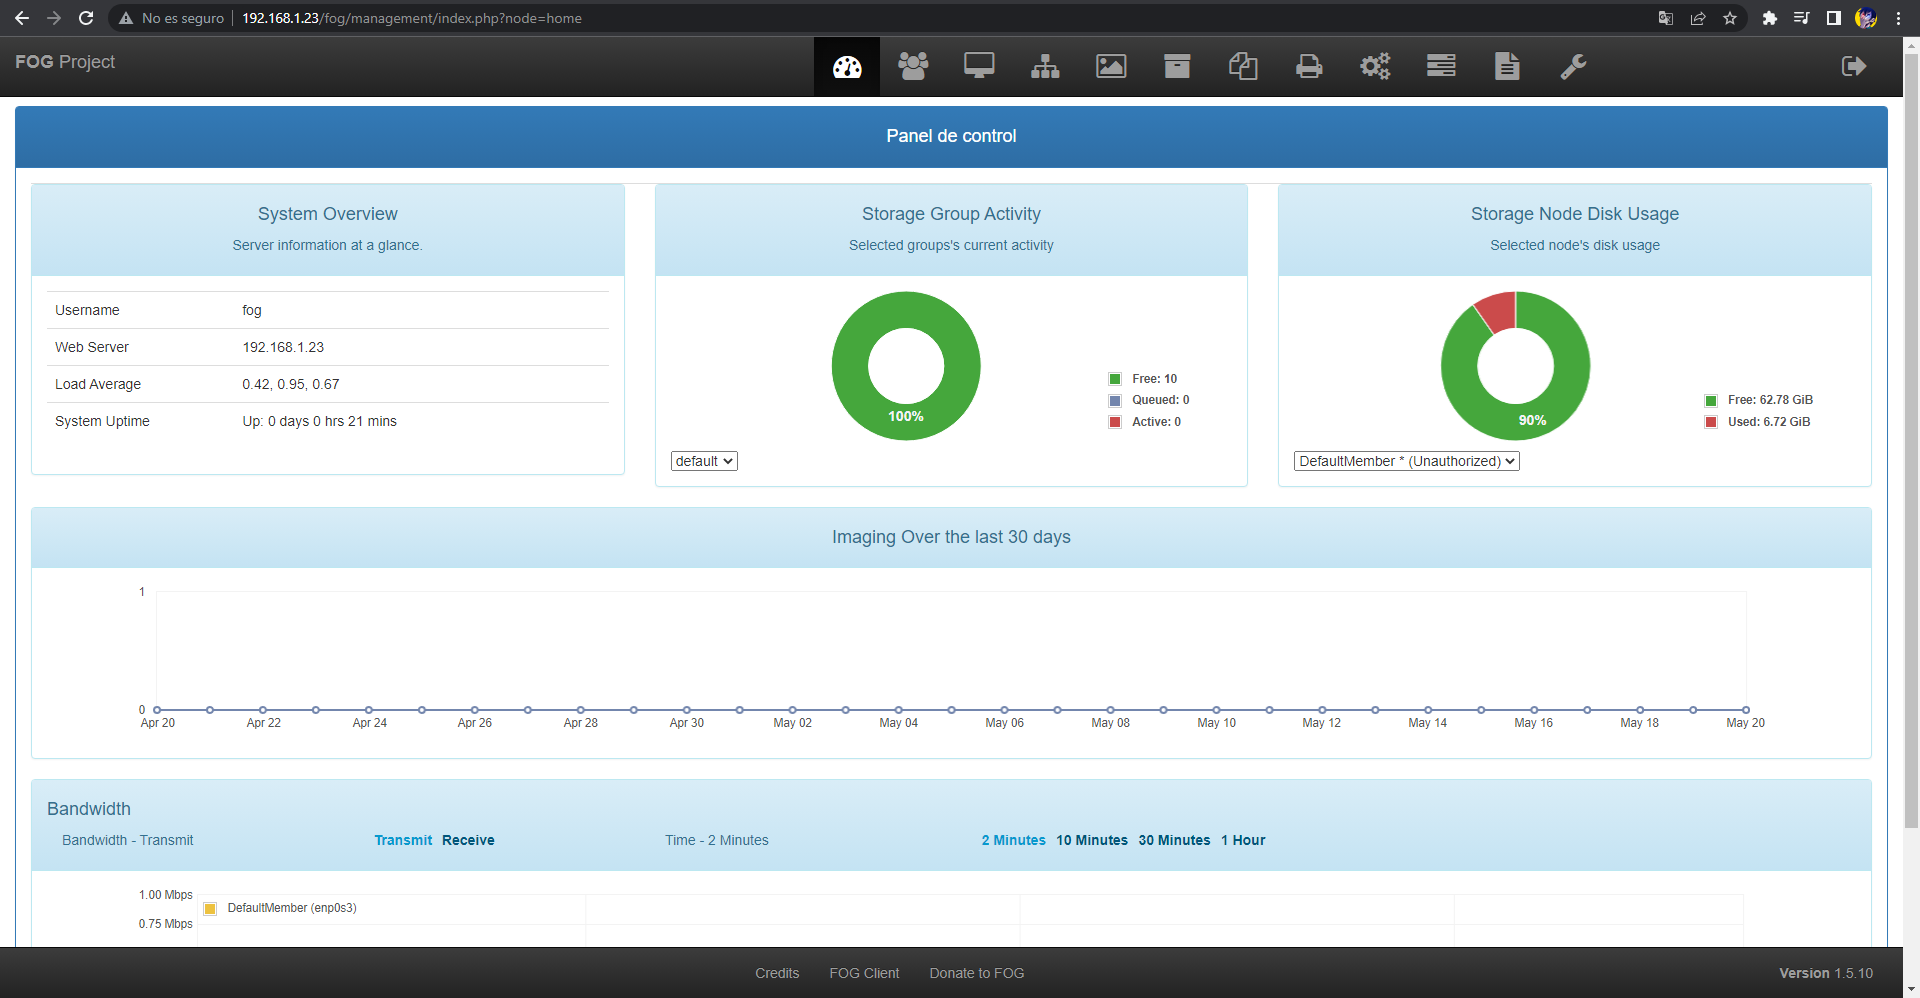 No es seguro 192.168.1.23/fog/management/index.php?node=home
FOG Project
Panel de control
System Overview
Server information at a glance.
Username fog
Web Server 192.168.1.23
Load Average 0.42, 0.95, 0.67
System Uptime Up: 0 days 0 hrs 21 mins
Storage Group Activity
Selected groups's current activity
100%
Free: 10
Queued: 0
Active: 0
default
Storage Node Disk Usage
Selected node's disk usage
90%
Free: 62.78 GiB
Used: 6.72 GiB
DefaultMember * (Unauthorized)
Imaging Over the last 30 days
1
0
Apr 20 Apr 22 Apr 24 Apr 26 Apr 28 Apr 30 May 02 May 04 May 06 May 08 May 10 May 12 May 14 May 16 May 18 May 20
Bandwidth
Bandwidth - Transmit Transmit Receive Time - 2 Minutes 2 Minutes 10 Minutes 30 Minutes 1 Hour
1.00 Mbps
DefaultMember (enp0s3)
0.75 Mbps
Credits FOG Client Donate to FOG Version 1.5.10